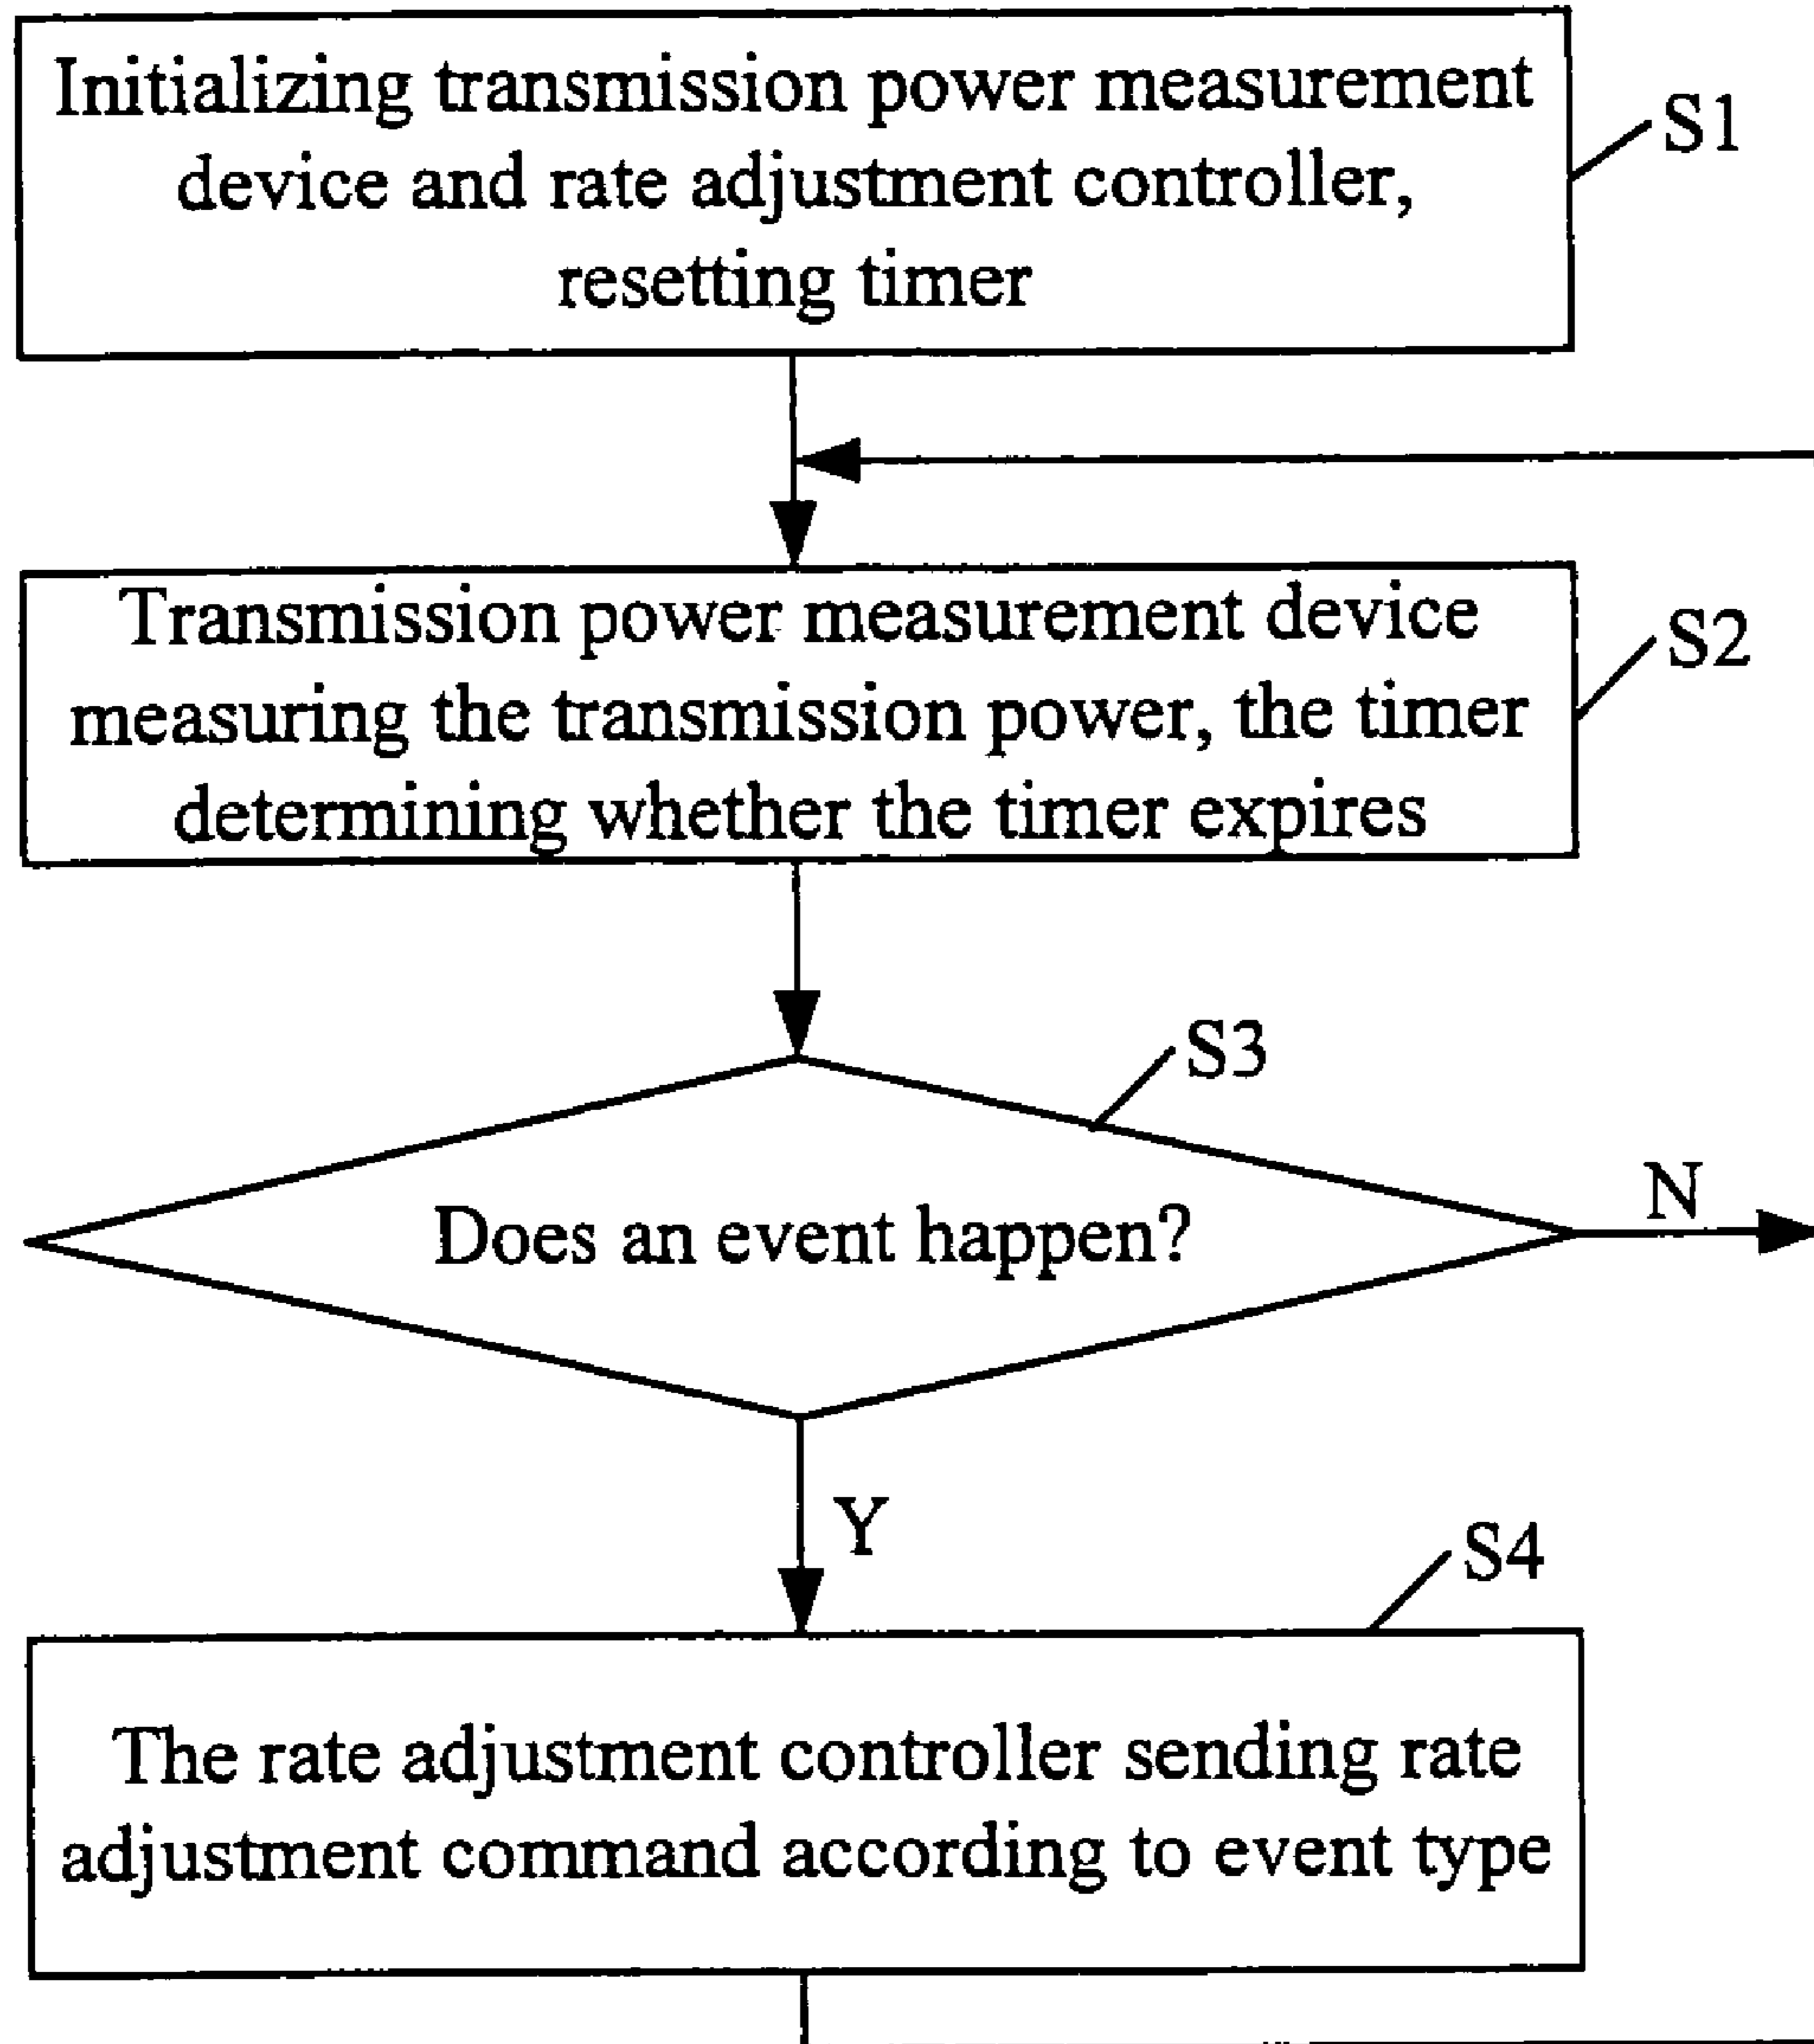 Initializing transmission power measurement
device and rate adjustment controller,
resetting timer
S1
Transmission power measurement device
measuring the transmission power, the timer
determining whether the timer expires
S2
S3
Does an event happen?
N
Y
S4
The rate adjustment controller sending rate
adjustment command according to event type